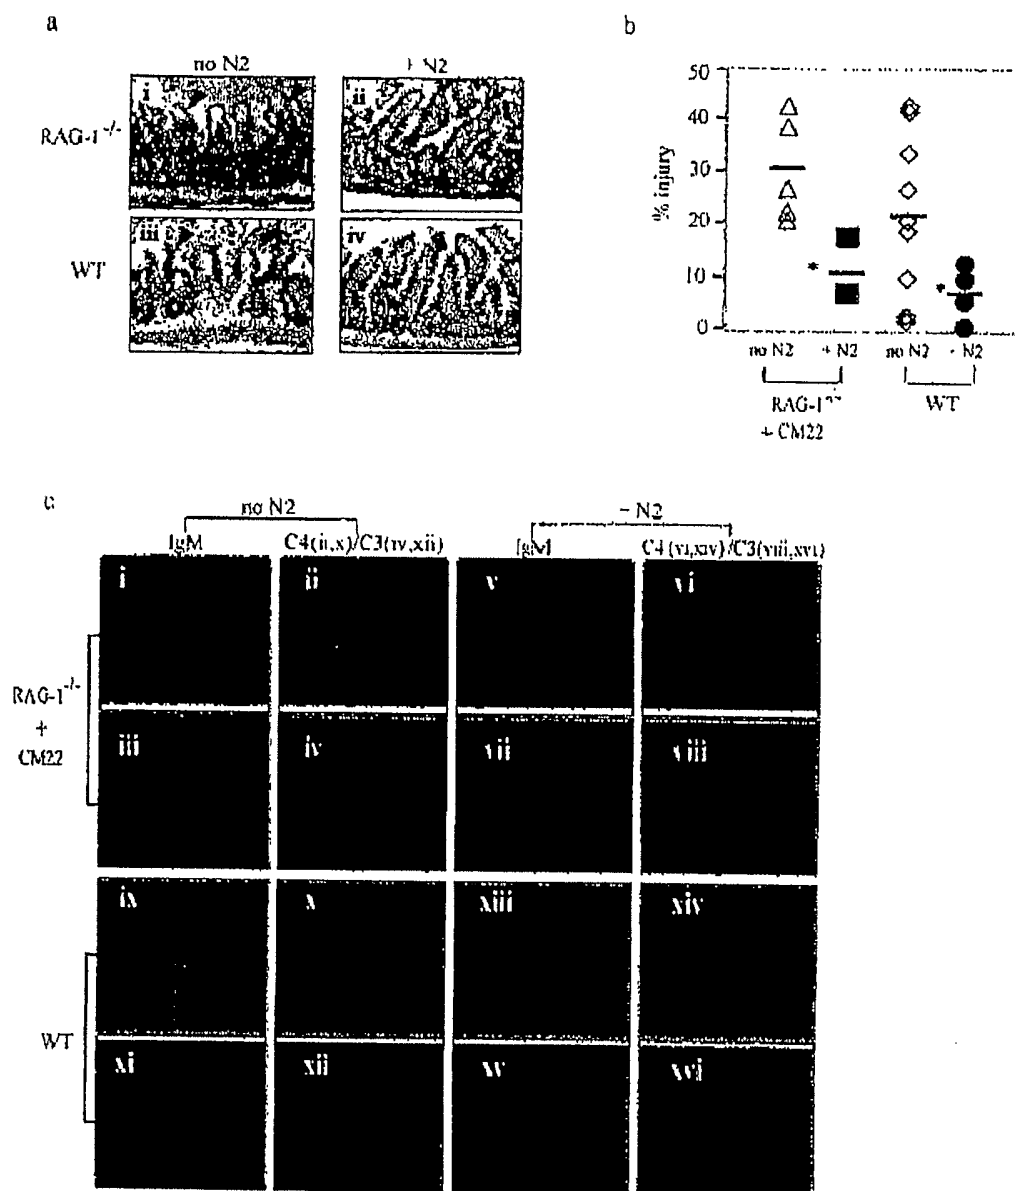 a
no N2
+ N2
i
ii
RAG-1 -/-
iii
iv
WT
b
50
40
30
20
10
0
% injury
*
*
no N2
+ N2
no N2
- N2
RAG-1
+ CM22
WT
c
no N2
- N2
IgM
C4(ii,x)/C3(iv,xii)
IgM
C4(vi,xiv)/C3(viii,xvi)
i
ii
v
vi
RAG-1 -/-
+
CM22
iii
iv
vii
viii
ix
x
xiii
xiv
WT
xi
xii
xv
xvi